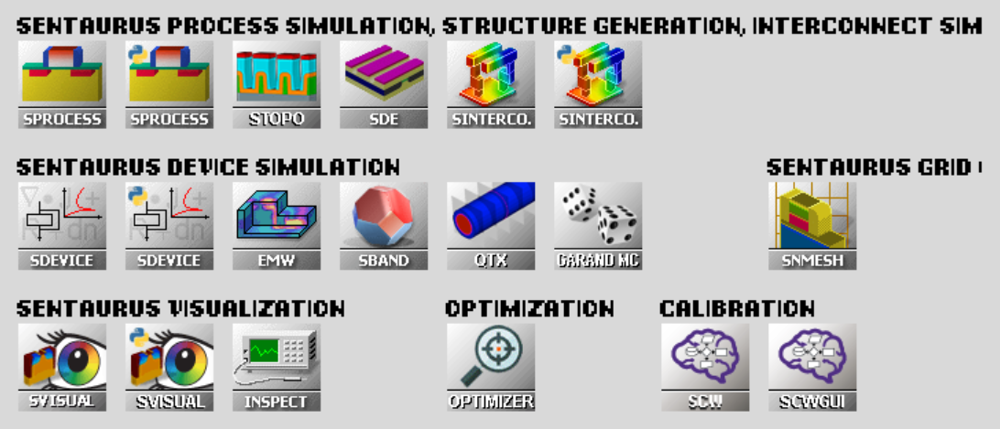 SENTAURUS PROCESS SIMULATION, STRUCTURE GENERATION, INTERCONNECT SIM
SPROCESS SPROCESS STOPO SDE SINTERCO. SINTERCO.
SENTAURUS DEVICE SIMULATION SENTAURUS GRID
SDEVICE SDEVICE EMW SBAND QTX GARAND MC SNMESH
SENTAURUS VISUALIZATION OPTIMIZATION CALIBRATION
SVISUAL SVISUAL INSPECT OPTIMIZER SCW SCWGUI